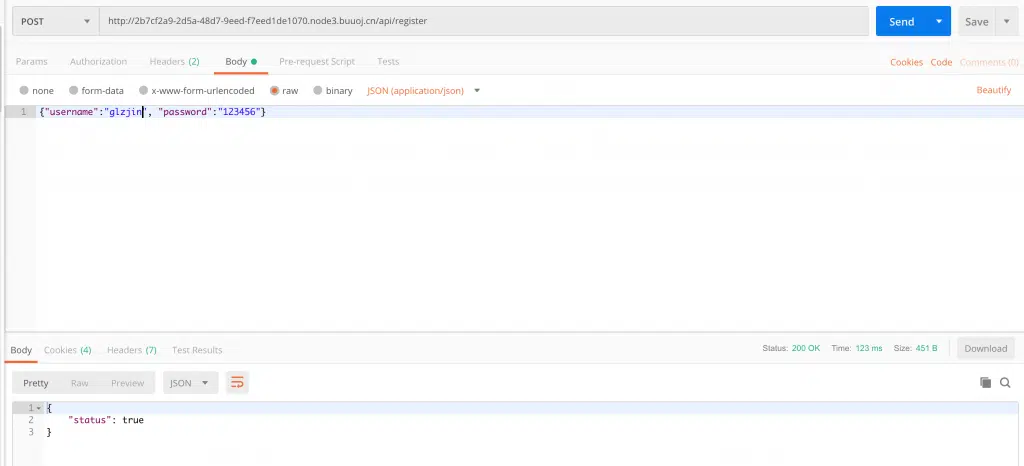 POST http://2b7cf2a9-2d5a-48d7-9eed-f7eed1de1070.node3.buuoj.cn/api/register Send Save
Params Authorization Headers (2) Body Pre-request Script Tests Cookies Code Comments (0)
none form-data x-www-form-urlencoded raw binary JSON (application/json) Beautify
1 {"username":"glzjin", "password":"123456"}
Body Cookies (4) Headers (7) Test Results Status: 200 OK Time: 123 ms Size: 451 B Download
Pretty Raw Preview JSON
1 {
2 "status": true
3 }